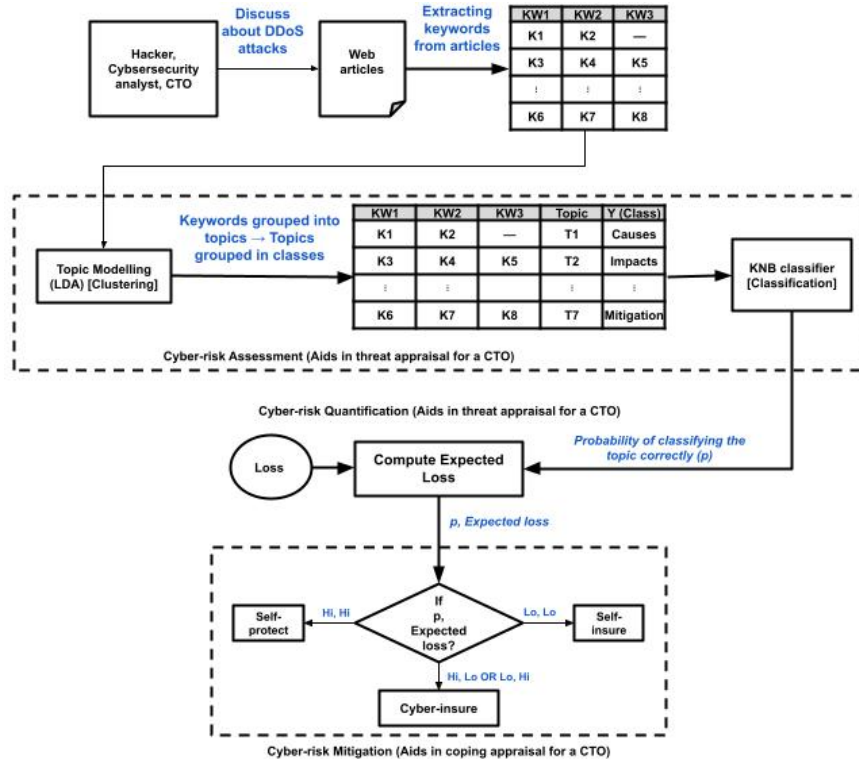 Discuss
about DDoS
attacks
Extracting
keywords
from articles
Hacker,
Cybsersecurity
analyst, CTO
Web
articles
KW1 KW2 KW3
K1 K2 —
K3 K4 K5
⋮ ⋮ ⋮
K6 K7 K8
Keywords grouped into
topics → Topics
grouped in classes
Topic Modelling
(LDA) [Clustering]
KW1 KW2 KW3 Topic Y (Class)
K1 K2 — T1 Causes
K3 K4 K5 T2 Impacts
⋮ ⋮ ⋮ ⋮
K6 K7 K8 T7 Mitigation
KNB classifier
[Classification]
Cyber-risk Assessment (Aids in threat appraisal for a CTO)
Cyber-risk Quantification (Aids in threat appraisal for a CTO)
Loss
Compute Expected
Loss
Probability of classifying the
topic correctly (p)
p, Expected loss
If
p,
Expected
loss?
Hi, Hi
Self-
protect
Lo, Lo
Self-
insure
Hi, Lo OR Lo, Hi
Cyber-insure
Cyber-risk Mitigation (Aids in coping appraisal for a CTO)